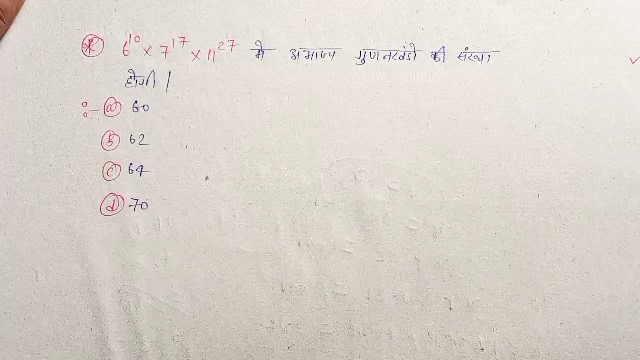 * 6¹⁰ × 7¹⁷ × 11²⁷ मे अभाज्य गुणनखंडो की संख्या
होगी |
:- (a) 60
(b) 62
(c) 64
(d) 70